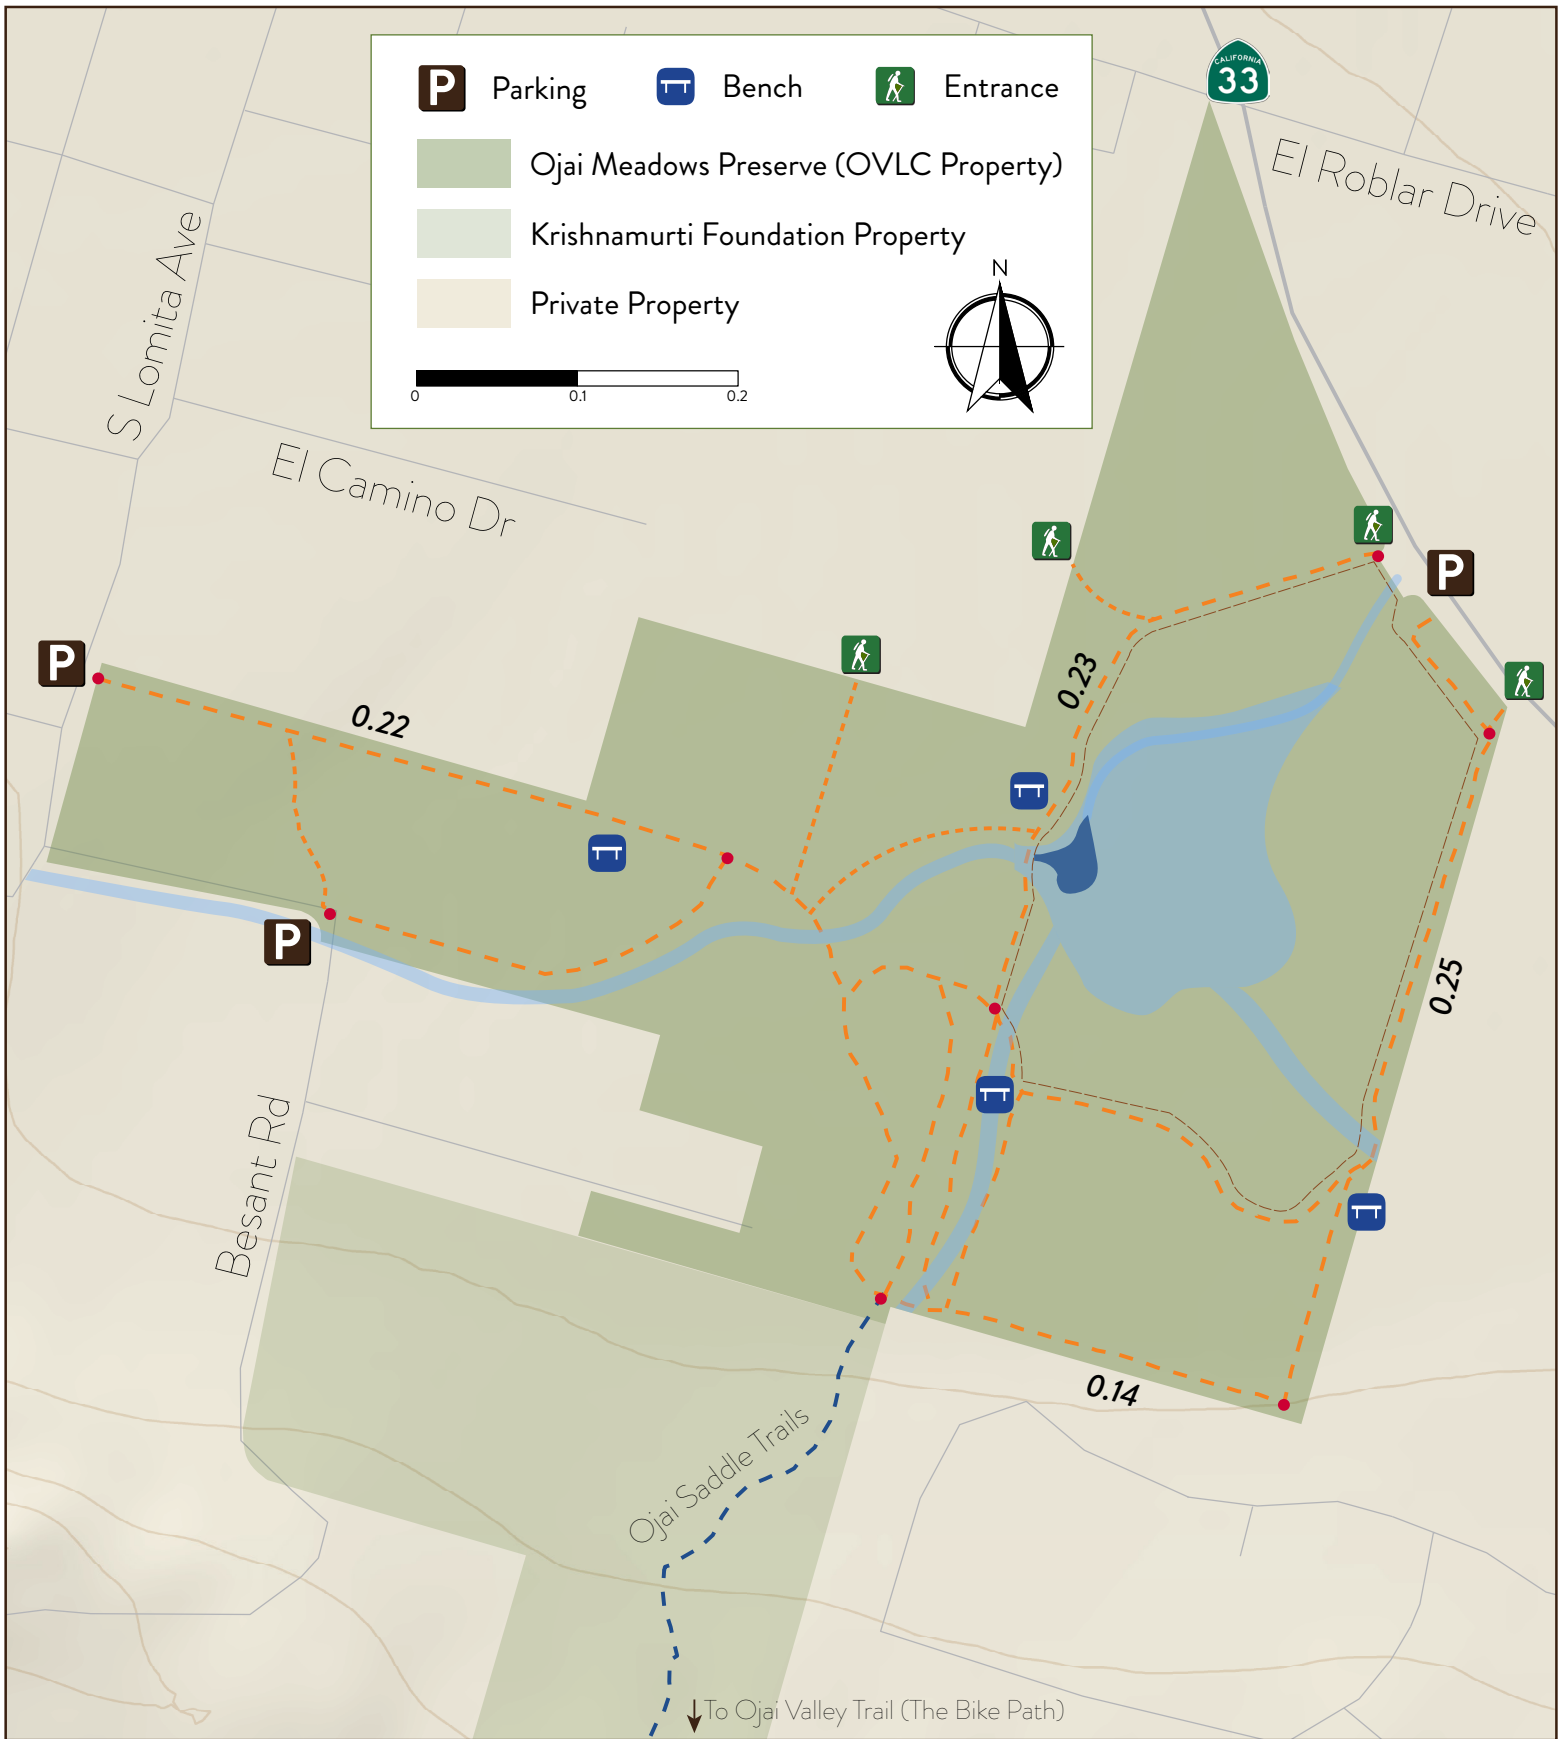 P Parking
Bench
Entrance
CALIFORNIA
33
Ojai Meadows Preserve (OVLC Property)
Krishnamurti Foundation Property
Private Property
N
0
0.1
0.2
El Roblar Drive
S Lomita Ave
El Camino Dr
P
P
0.23
0.22
P
0.25
Besant Rd
0.14
Ojai Saddle Trails
To Ojai Valley Trail (The Bike Path)